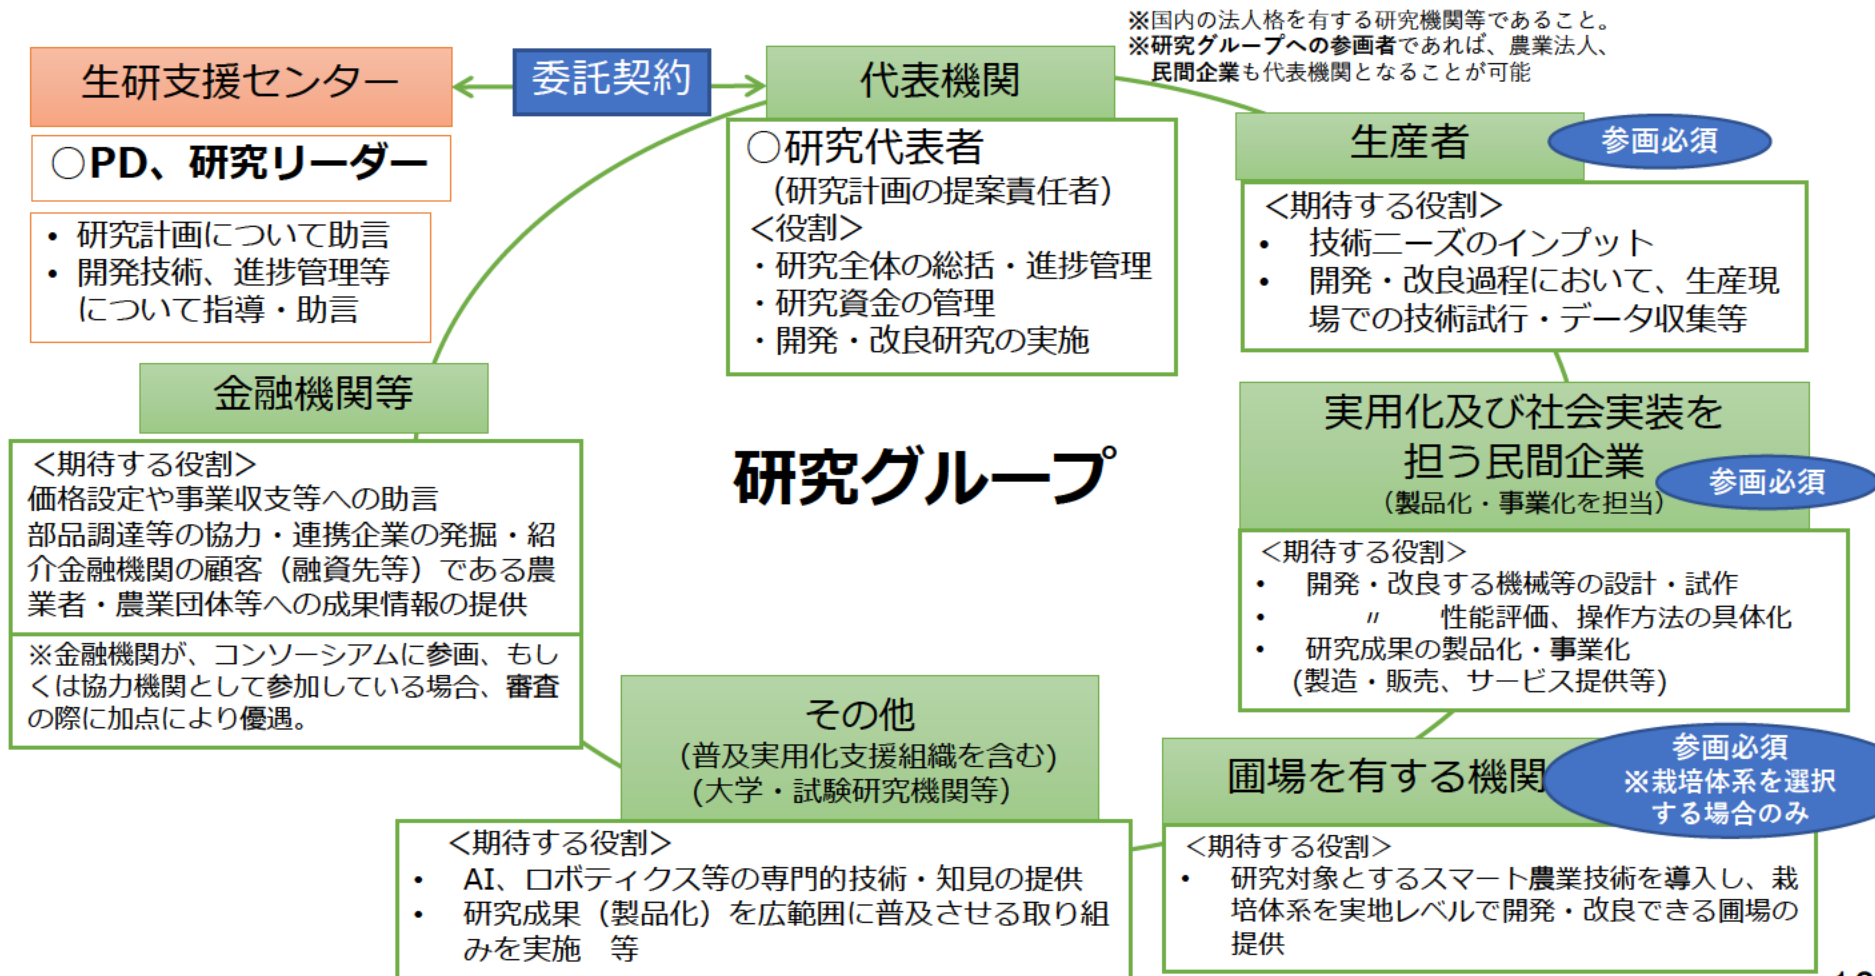 ※国内の法人格を有する研究機関等であること。
※研究グループへの参画者であれば、農業法人、
民間企業も代表機関となることが可能
生研支援センター
委託契約
代表機関
○PD、研究リーダー
• 研究計画について助言
• 開発技術、進捗管理等
について指導・助言
○研究代表者
（研究計画の提案責任者）
＜役割＞
・研究全体の総括・進捗管理
・研究資金の管理
・開発・改良研究の実施
生産者
参画必須
＜期待する役割＞
• 技術ニーズのインプット
• 開発・改良過程において、生産現
場での技術試行・データ収集等
実用化及び社会実装を
担う民間企業
（製品化・事業化を担当）
参画必須
＜期待する役割＞
• 開発・改良する機械等の設計・試作
• 〃 性能評価、操作方法の具体化
• 研究成果の製品化・事業化
(製造・販売、サービス提供等)
圃場を有する機関
参画必須
※栽培体系を選択
する場合のみ
＜期待する役割＞
• 研究対象とするスマート農業技術を導入し、栽
培体系を実地レベルで開発・改良できる圃場の
提供
その他
(普及実用化支援組織を含む)
(大学・試験研究機関等)
＜期待する役割＞
• AI、ロボティクス等の専門的技術・知見の提供
• 研究成果（製品化）を広範囲に普及させる取り組
みを実施 等
金融機関等
＜期待する役割＞
価格設定や事業収支等への助言
部品調達等の協力・連携企業の発掘・紹
介金融機関の顧客（融資先等）である農
業者・農業団体等への成果情報の提供
※金融機関が、コンソーシアムに参画、もし
くは協力機関として参加している場合、審査
の際に加点により優遇。
研究グループ